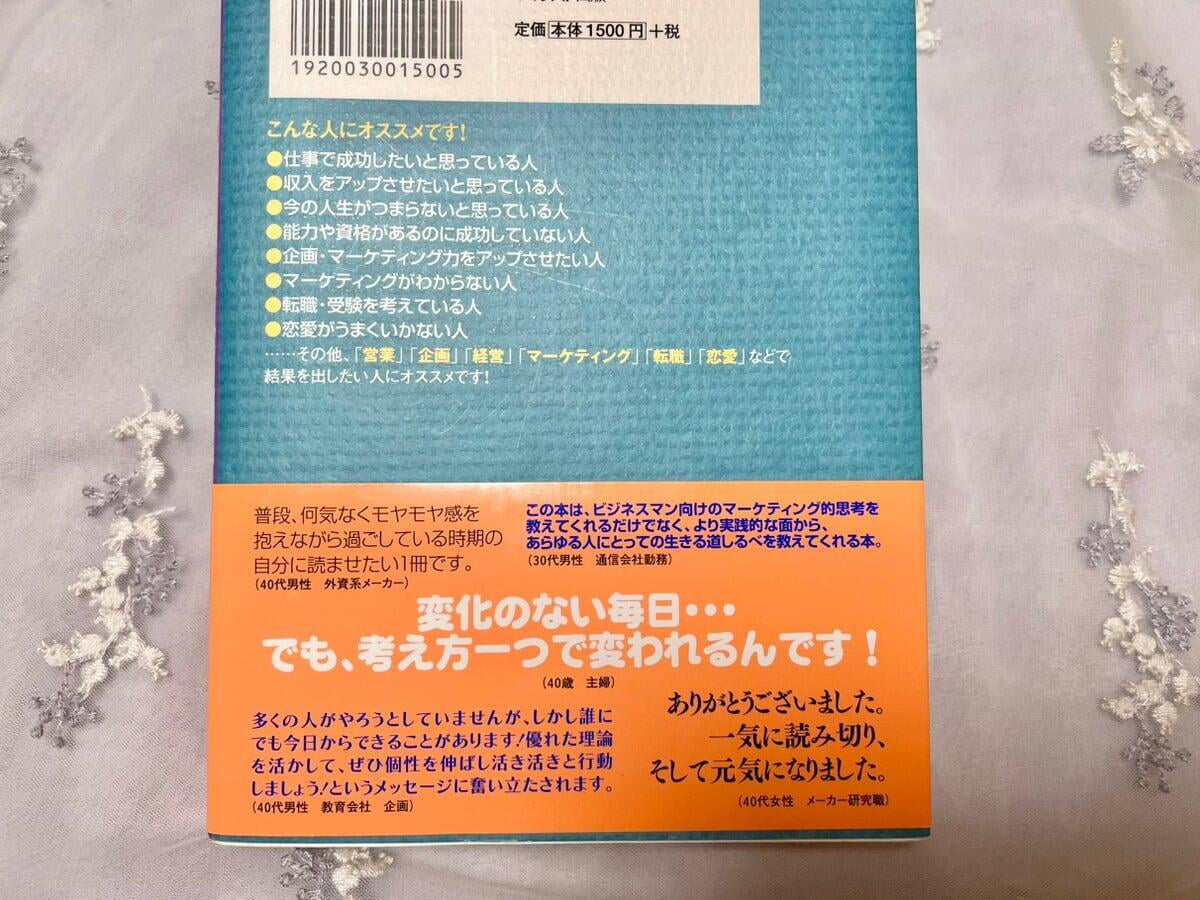 定価 本体1500円 +税
1920030015005
こんな人にオススメです!
●仕事で成功したいと思っている人
●収入をアップさせたいと思っている人
●今の人生がつまらないと思っている人
●能力や資格があるのに成功していない人
●企画・マーケティング力をアップさせたい人
●マーケティングがわからない人
●転職・受験を考えている人
●恋愛がうまくいかない人
……その他、「営業」「企画」「経営」「マーケティング」「転職」「恋愛」などで
結果を出したい人にオススメです!
普段、何気なくモヤモヤ感を
抱えながら過ごしている時期の
自分に読ませたい1冊です。
(40代男性 外資系メーカー)
この本は、ビジネスマン向けのマーケティング的思考を
教えてくれるだけでなく、より実践的な面から、
あらゆる人にとっての生きる道しるべを教えてくれる本。
(30代男性 通信会社勤務)
変化のない毎日・・・
でも、考え方一つで変われるんです!
(40歳 主婦)
多くの人がやろうとしていませんが、しかし誰に
でも今日からできることがあります!優れた理論
を活かして、ぜひ個性を伸ばし活き活きと行動
しましょう!というメッセージに奮い立たされます。
(40代男性 教育会社 企画)
ありがとうございました。
一気に読み切り、
そして元気になりました。
(40代女性 メーカー研究職)